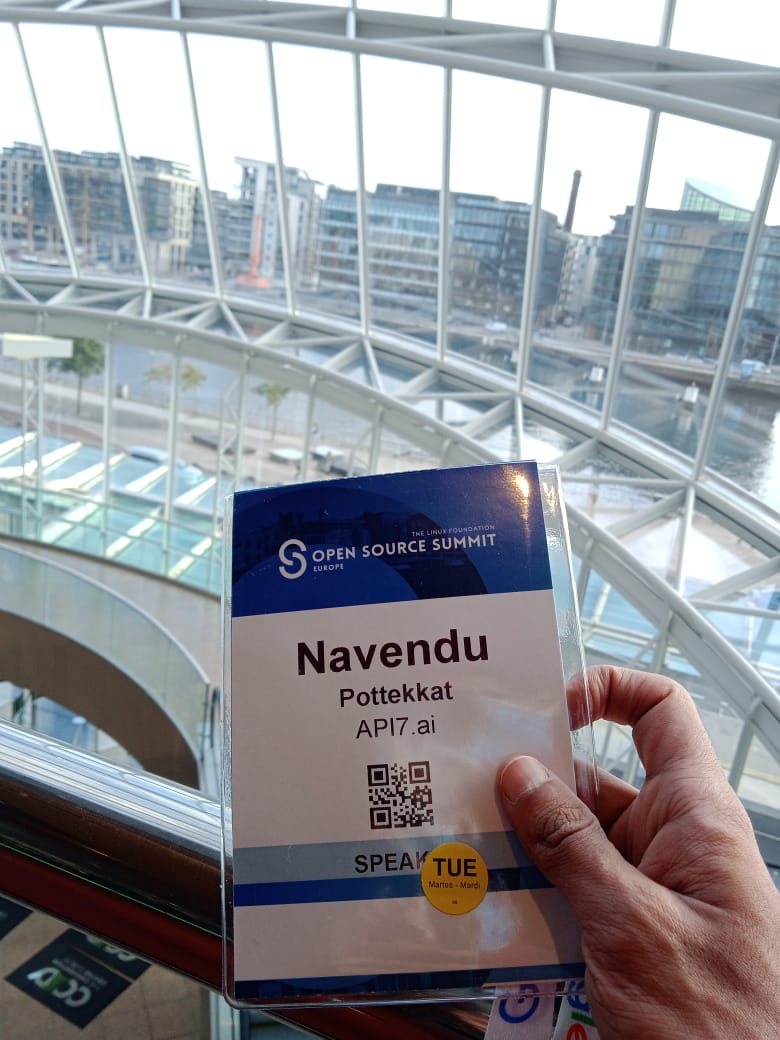 THE LINUX FOUNDATION
OPEN SOURCE SUMMIT
EUROPE
Navendu
Pottekkat
API7.ai
SPEAK
TUE
Martes - Mardi
CCD